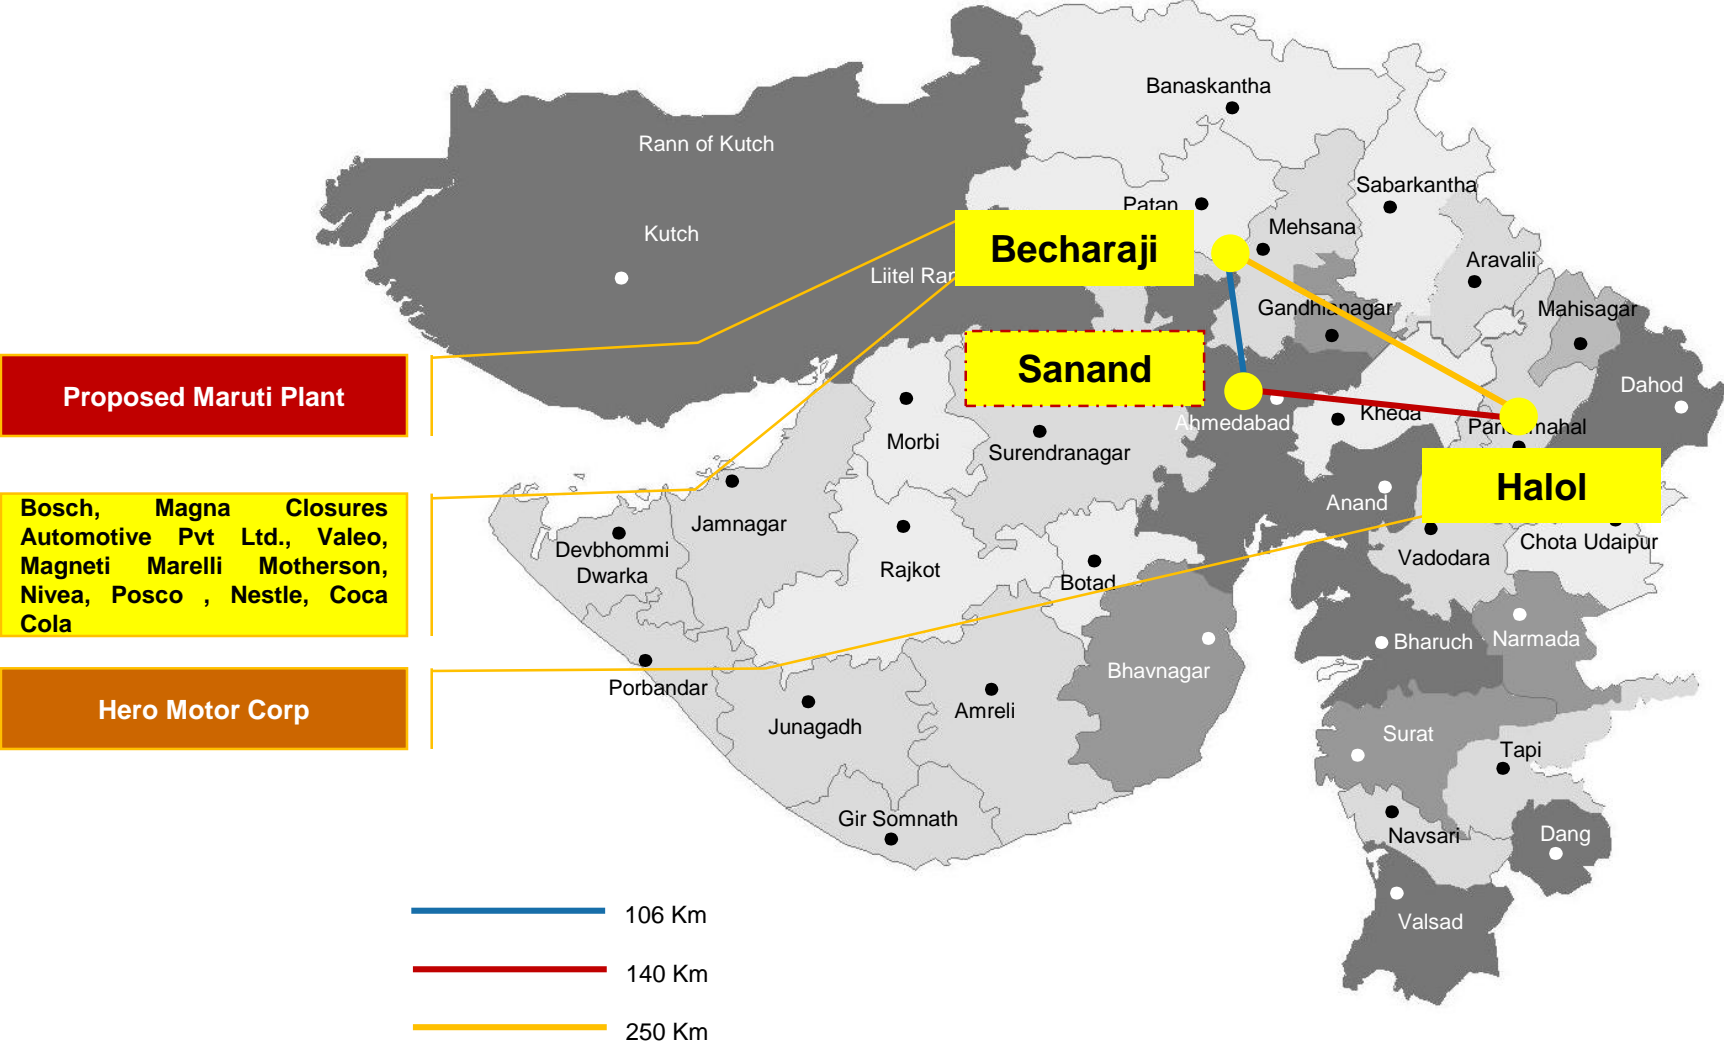 Banaskantha
Rann of Kutch
Sabarkantha
Patan
Kutch
Mehsana
Becharaji
Aravalii
Liitel Ran
Gandhianagar
Mahisagar
Sanand
Proposed Maruti Plant
Dahod
Kheda
Ahmedabad
Morbi
Surendranagar
Halol
Anand
Bosch, Magna Closures
Automotive Pvt Ltd., Valeo,
Magneti Marelli Motherson,
Nivea, Posco , Nestle, Coca
Cola
Jamnagar
Devbhommi
Dwarka
Rajkot
Botad
Vadodara
Chota Udaipur
Bharuch
Narmada
Bhavnagar
Porbandar
Hero Motor Corp
Junagadh
Amreli
Surat
Tapi
Gir Somnath
Navsari
Dang
Valsad
106 Km
140 Km
250 Km